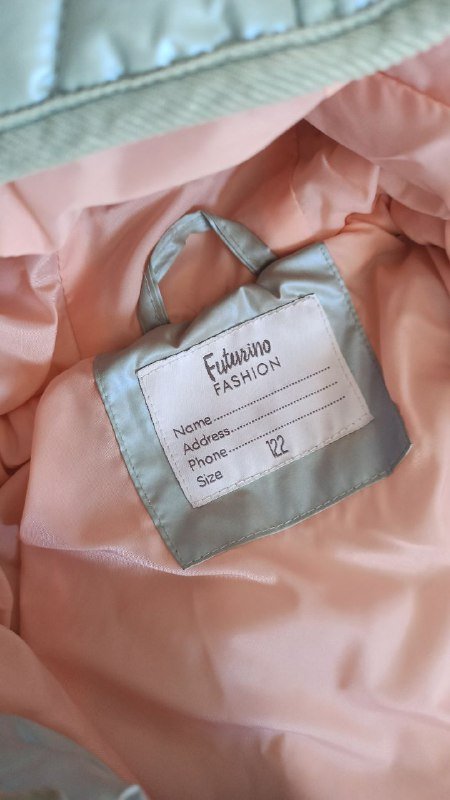 Futurino
FASHION
Name..............................
Address...........................
Phone.............................
Size 122